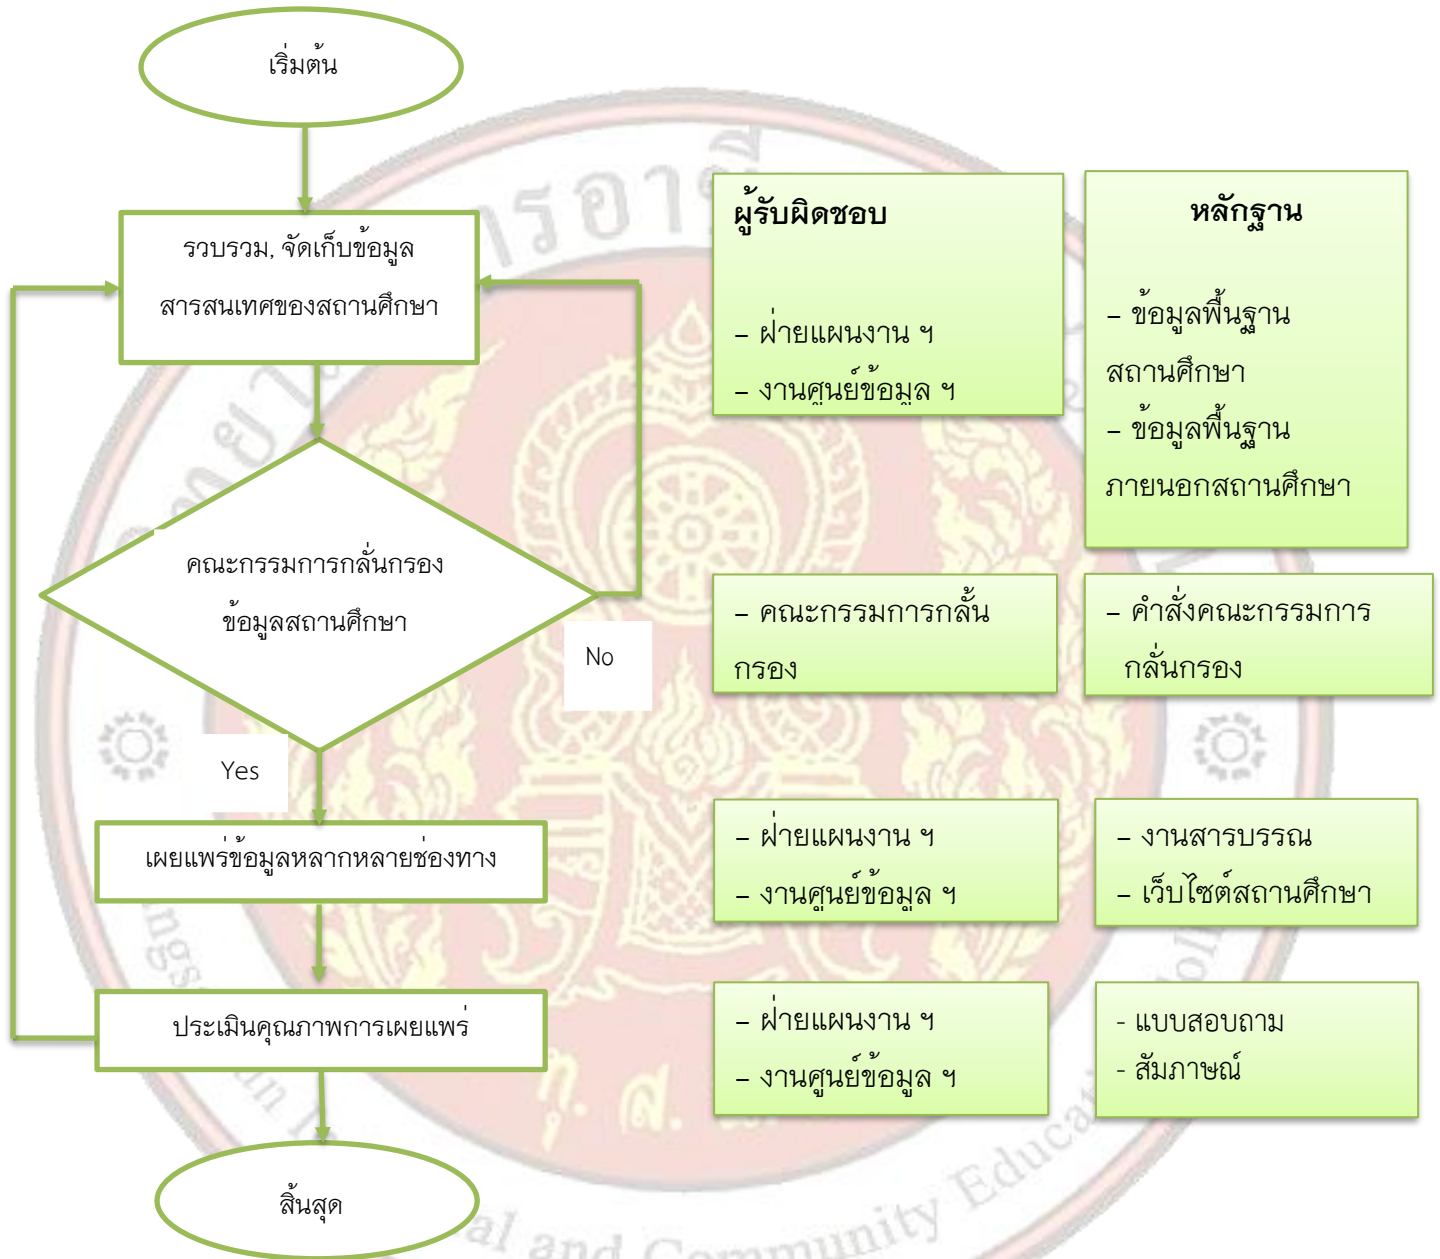 เริ่มต้น
รวบรวม, จัดเก็บข้อมูล
สารสนเทศของสถานศึกษา
ผู้รับผิดชอบ
– ฝ่ายแผนงาน ฯ
– งานศูนย์ข้อมูล ฯ
หลักฐาน
– ข้อมูลพื้นฐาน
สถานศึกษา
– ข้อมูลพื้นฐาน
ภายนอกสถานศึกษา
คณะกรรมการกลั่นกรอง
ข้อมูลสถานศึกษา
No
Yes
– คณะกรรมการกลั้น
กรอง
– คำสั่งคณะกรรมการ
กลั่นกรอง
เผยแพร่ข้อมูลหลากหลายช่องทาง
– ฝ่ายแผนงาน ฯ
– งานศูนย์ข้อมูล ฯ
– งานสารบรรณ
– เว็บไซต์สถานศึกษา
ประเมินคุณภาพการเผยแพร่
– ฝ่ายแผนงาน ฯ
– งานศูนย์ข้อมูล ฯ
- แบบสอบถาม
- สัมภาษณ์
สิ้นสุด
and Community Education